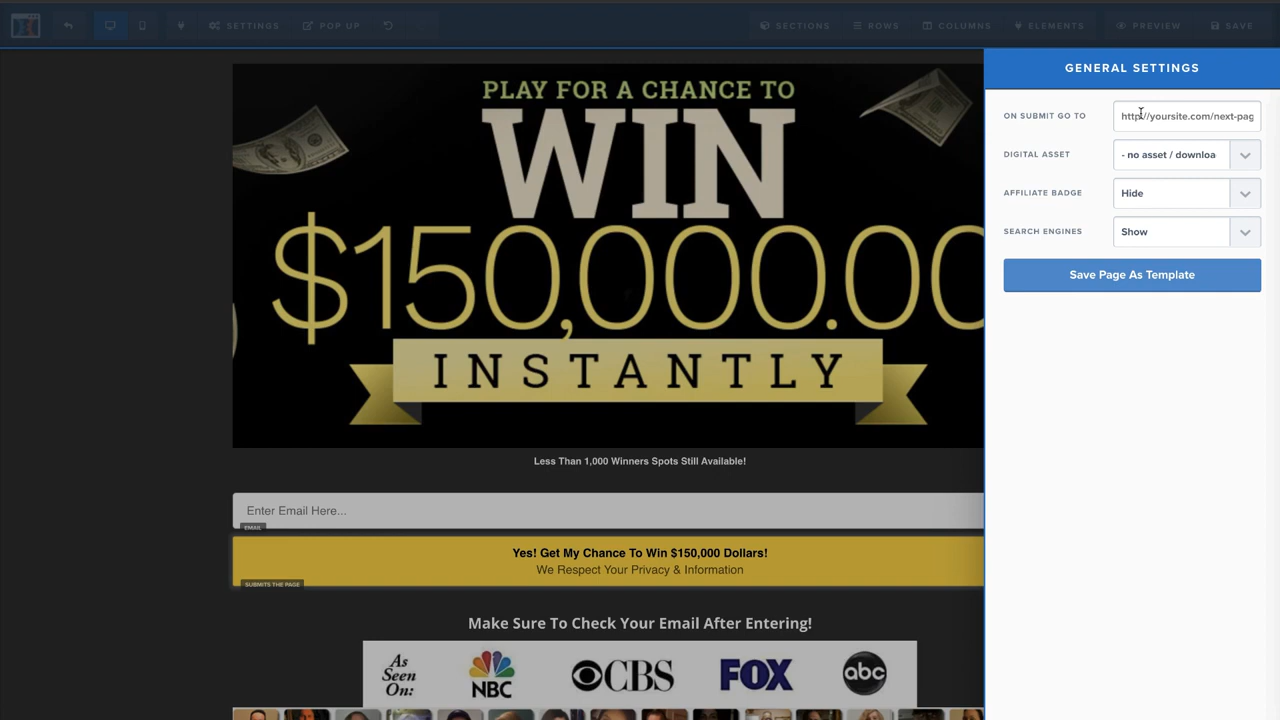 SETTINGS
POP UP
SECTIONS
ROWS
COLUMNS
ELEMENTS
PREVIEW
SAVE
GENERAL SETTINGS
ON SUBMIT GO TO
http://yoursite.com/next-pag
DIGITAL ASSET
- no asset / downloa
AFFILIATE BADGE
Hide
SEARCH ENGINES
Show
Save Page As Template
PLAY FOR A CHANCE TO
WIN
$150,000.00
INSTANTLY
Less Than 1,000 Winners Spots Still Available!
Enter Email Here...
EMAIL
Yes! Get My Chance To Win $150,000 Dollars!
We Respect Your Privacy & Information
SUBMITS THE PAGE
Make Sure To Check Your Email After Entering!
As
Seen
On:
NBC
CBS
FOX
abc